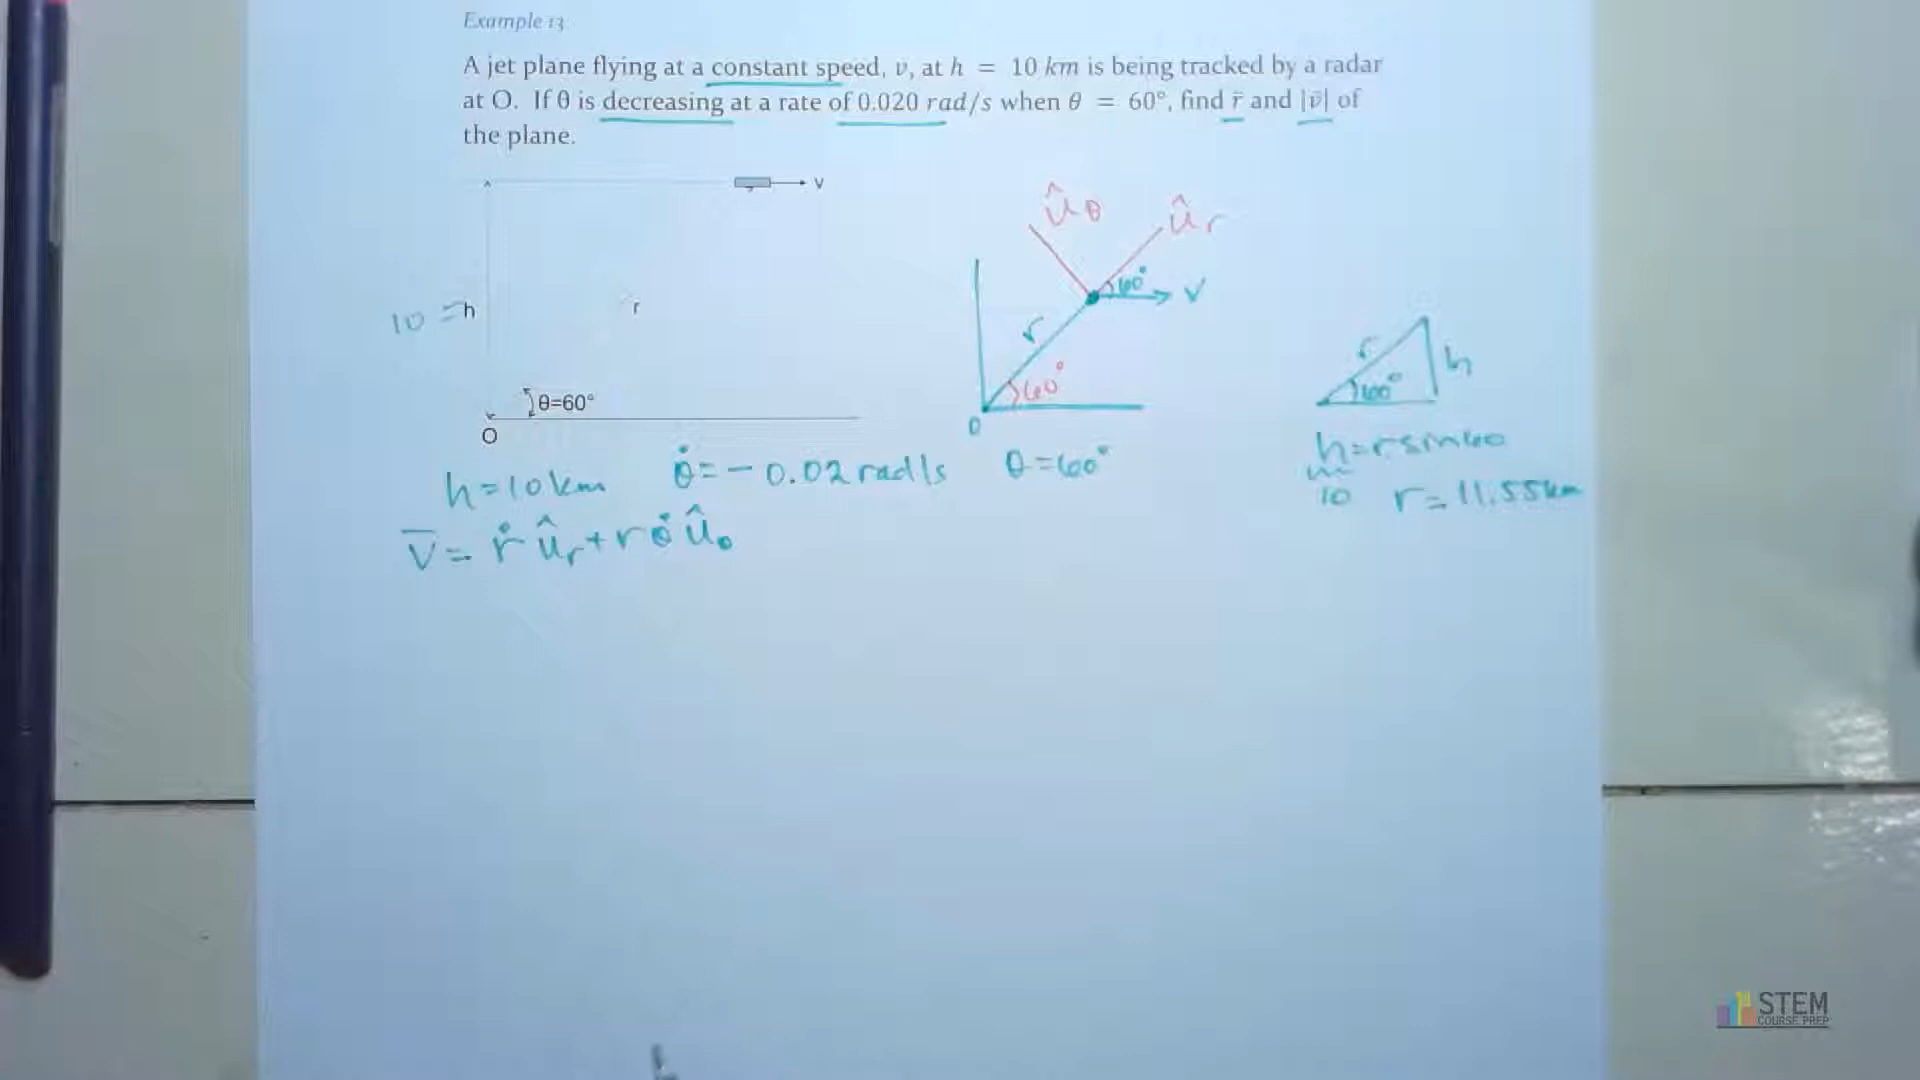 Example 13
A jet plane flying at a constant speed, v, at h = 10 km is being tracked by a radar
at O. If θ is decreasing at a rate of 0.020 rad/s when θ = 60°, find r̄ and |v̄| of
the plane.
v
10 = h
r
θ=60°
O
ûθ
ûr
60°
v
r
60°
O
r
h
60°
h = r sin60
10
r = 11.55km
h = 10km θ̇ = - 0.02 rad/s θ = 60°
v̄ = ṙ ûr + r θ̇ ûθ
STEM
COURSE PREP